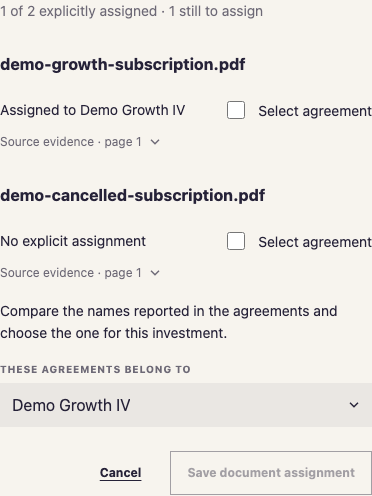 1 of 2 explicitly assigned · 1 still to assign
demo-growth-subscription.pdf
Assigned to Demo Growth IV
Select agreement
Source evidence · page 1
demo-cancelled-subscription.pdf
No explicit assignment
Select agreement
Source evidence · page 1
Compare the names reported in the agreements and
choose the one for this investment.
THESE AGREEMENTS BELONG TO
Demo Growth IV
Cancel
Save document assignment